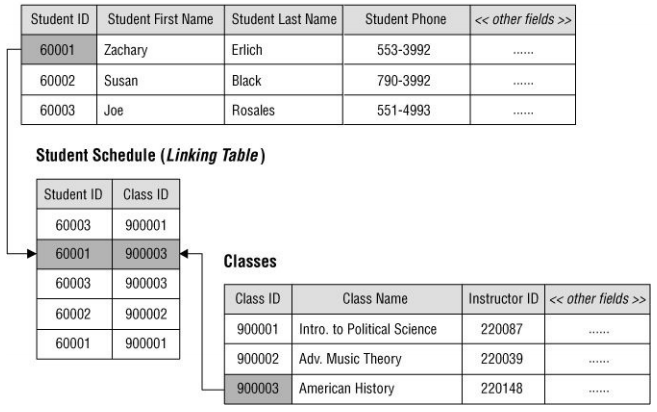 Student ID Student First Name Student Last Name Student Phone << other fields >>
60001 Zachary Erlich 553-3992 ......
60002 Susan Black 790-3992 ......
60003 Joe Rosales 551-4993 ......
Student Schedule (Linking Table)
Student ID Class ID
60003 900001
60001 900003
60003 900003
60002 900002
60001 900001
Classes
Class ID Class Name Instructor ID << other fields >>
900001 Intro. to Political Science 220087 ......
900002 Adv. Music Theory 220039 ......
900003 American History 220148 ......